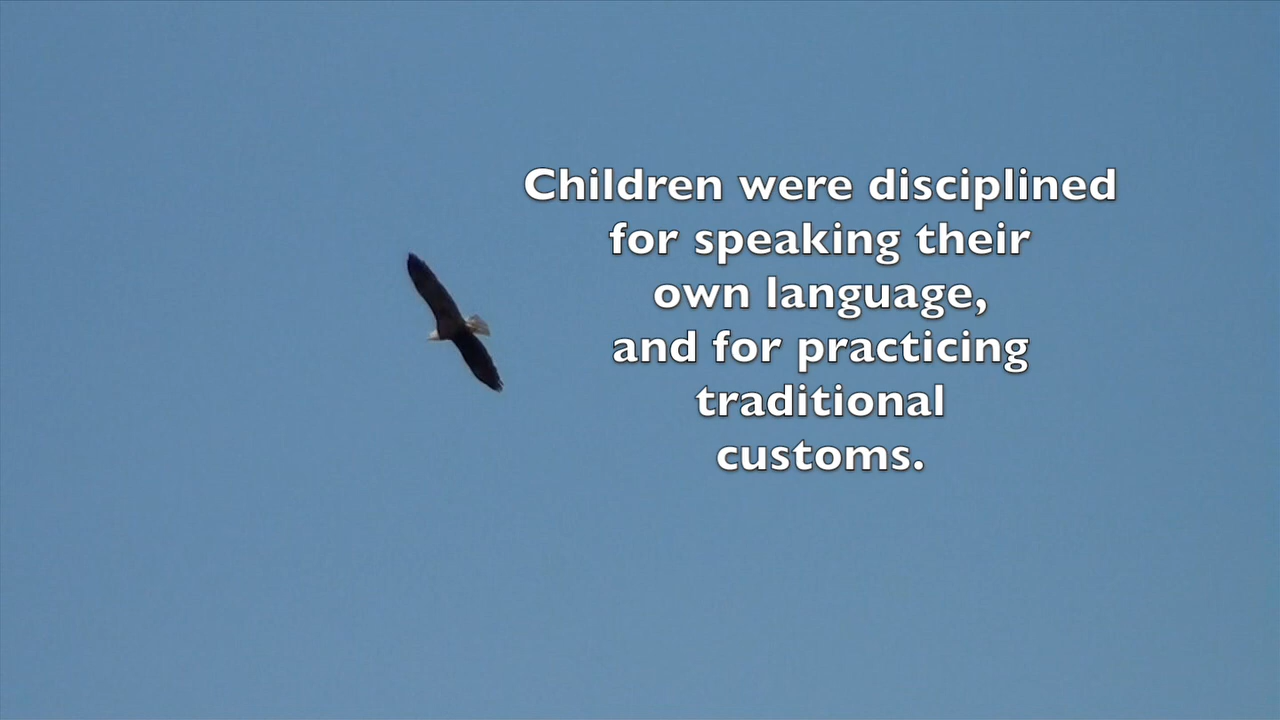 Children were disciplined
for speaking their
own language,
and for practicing
traditional
customs.